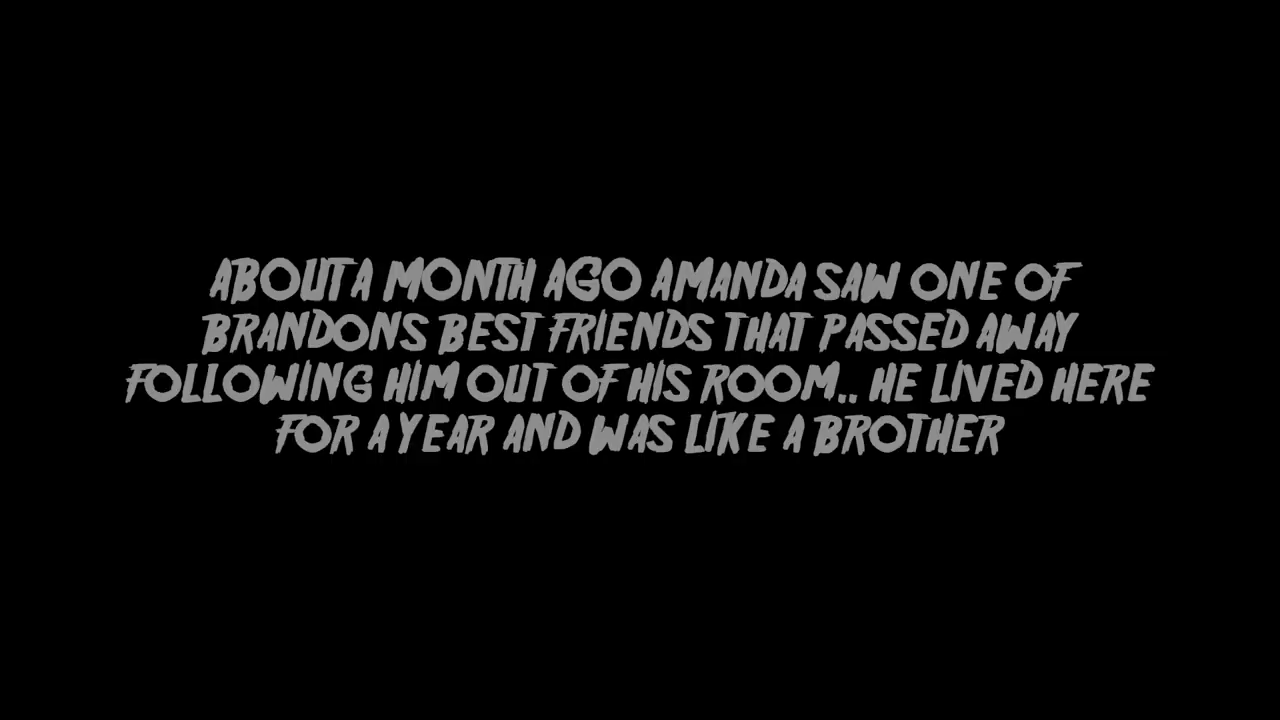 ABOUT A MONTH AGO AMANDA SAW ONE OF
BRANDONS BEST FRIENDS THAT PASSED AWAY
FOLLOWING HIM OUT OF HIS ROOM.. HE LIVED HERE
FOR A YEAR AND WAS LIKE A BROTHER